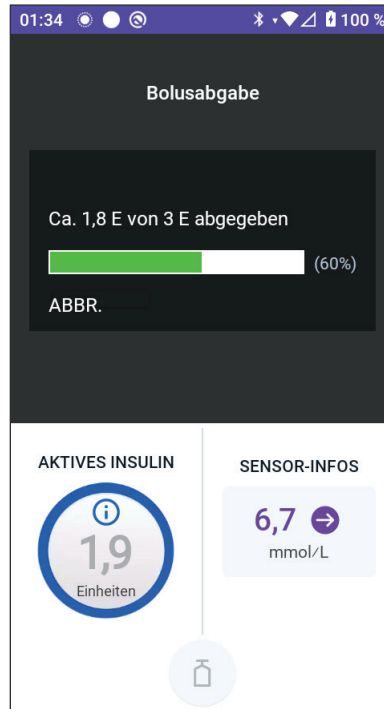 01:34 100 %
Bolusabgabe
Ca. 1,8 E von 3 E abgegeben
(60%)
ABBR.
AKTIVES INSULIN
1,9
Einheiten
SENSOR-INFOS
6,7
mmol/L